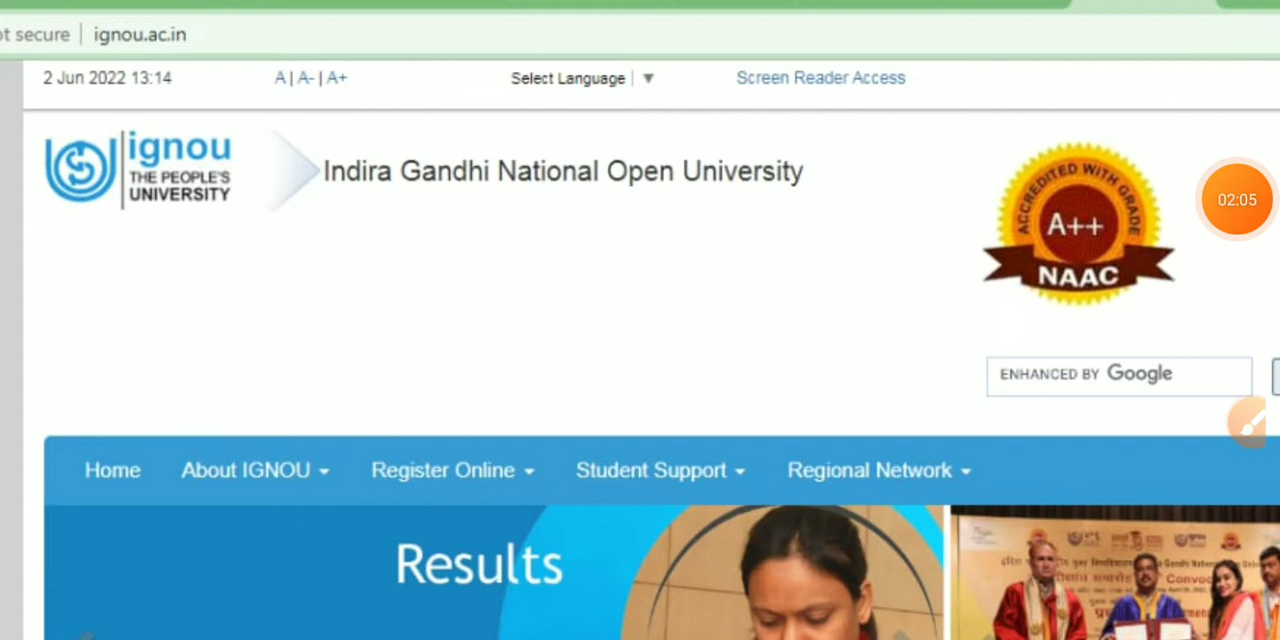 ot secure | ignou.ac.in
2 Jun 2022 13:14 A | A- | A+ Select Language ▼ Screen Reader Access
ignou
THE PEOPLE'S
UNIVERSITY
Indira Gandhi National Open University
ACCREDITED WITH GRADE
A++
NAAC
02:05
ENHANCED BY Google
Home About IGNOU Register Online Student Support Regional Network
Results